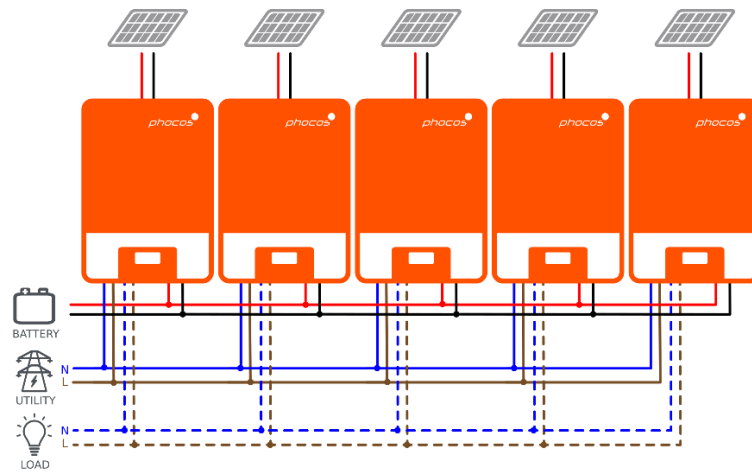 phocos phocos phocos phocos phocos
BATTERY
N
L
UTILITY
N
L
LOAD